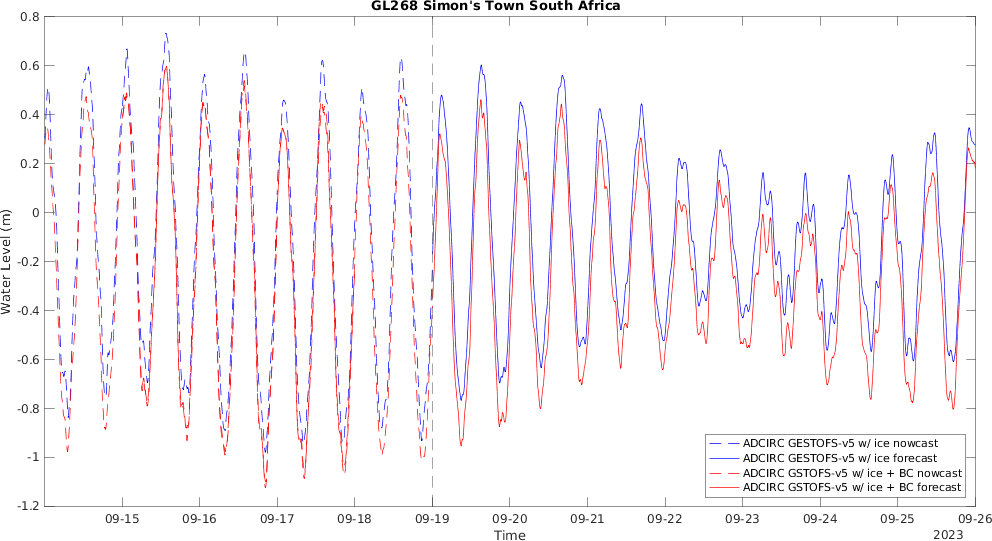 GL268 Simon's Town South Africa
0.8
0.6
0.4
0.2
0
-0.2
-0.4
-0.6
-0.8
-1
-1.2
Water Level (m)
09-15 09-16 09-17 09-18 09-19 09-20 09-21 09-22 09-23 09-24 09-25 09-26
Time
2023
ADCIRC GESTOFS-v5 w/ ice nowcast
ADCIRC GESTOFS-v5 w/ ice forecast
ADCIRC GSTOFS-v5 w/ ice + BC nowcast
ADCIRC GSTOFS-v5 w/ ice + BC forecast